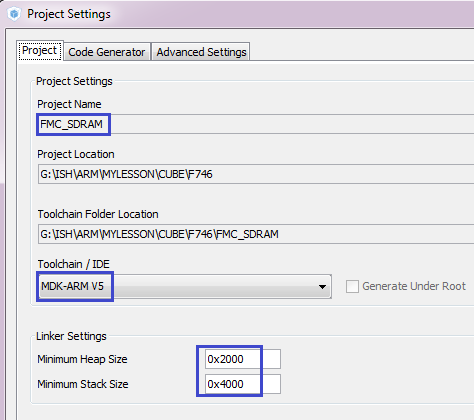 Project Settings
Project Code Generator Advanced Settings
Project Settings
Project Name
FMC_SDRAM
Project Location
G:\ISH\ARM\MYLESSON\CUBE\F746
Toolchain Folder Location
G:\ISH\ARM\MYLESSON\CUBE\F746\FMC_SDRAM
Toolchain / IDE
MDK-ARM V5 Generate Under Root
Linker Settings
Minimum Heap Size 0x2000
Minimum Stack Size 0x4000